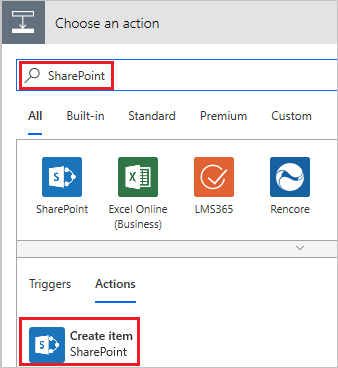 Choose an action
SharePoint
All Built-in Standard Premium Custom
SharePoint Excel Online (Business) LMS365 Rencore
Triggers Actions
Create item
SharePoint